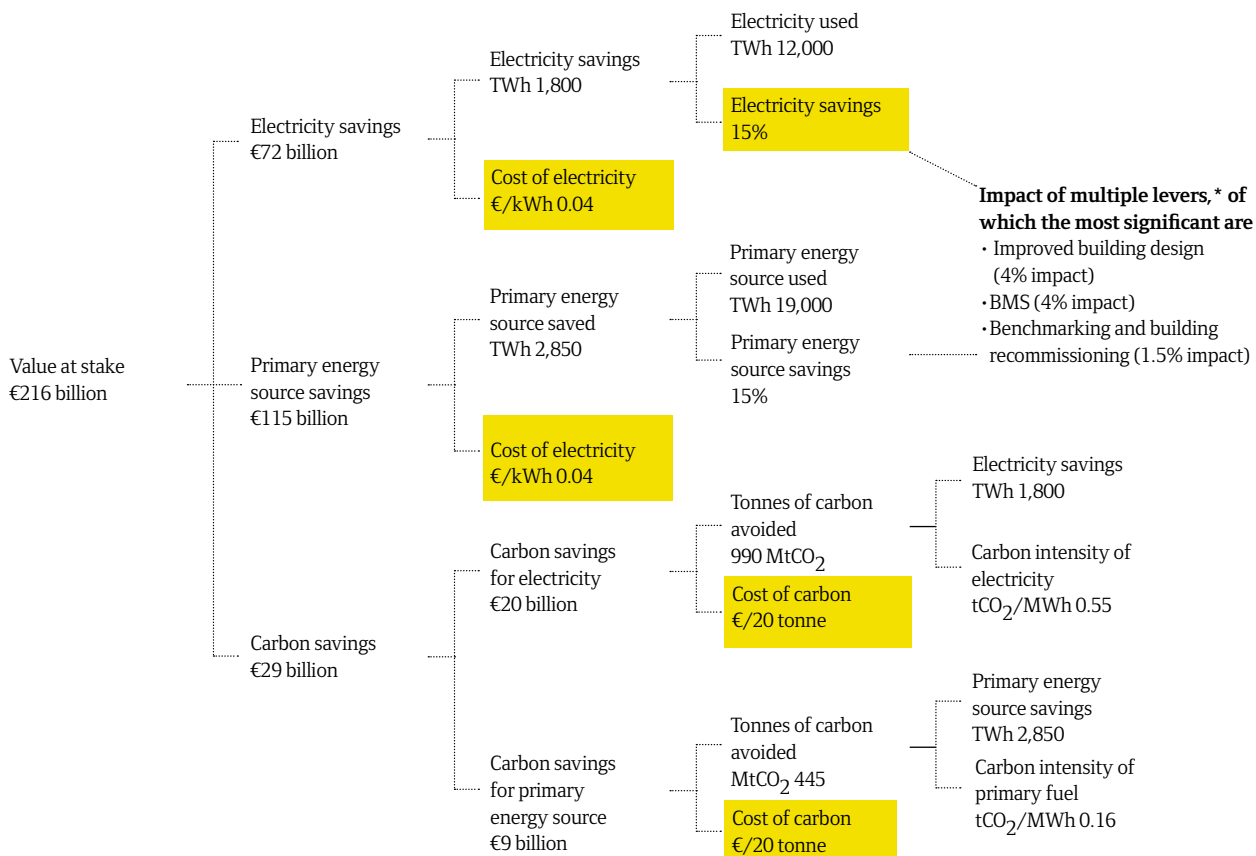 Value at stake
€216 billion
Electricity savings
€72 billion
Electricity savings
TWh 1,800
Electricity used
TWh 12,000
Electricity savings
15%
Cost of electricity
€/kWh 0.04
Impact of multiple levers,* of
which the most significant are
· Improved building design
(4% impact)
·BMS (4% impact)
·Benchmarking and building
recommissioning (1.5% impact)
Primary energy
source savings
€115 billion
Primary energy
source saved
TWh 2,850
Primary energy
source used
TWh 19,000
Primary energy
source savings
15%
Cost of electricity
€/kWh 0.04
Carbon savings
€29 billion
Carbon savings
for electricity
€20 billion
Tonnes of carbon
avoided
990 MtCO2
Electricity savings
TWh 1,800
Carbon intensity of
electricity
tCO2/MWh 0.55
Cost of carbon
€/20 tonne
Carbon savings
for primary
energy source
€9 billion
Tonnes of carbon
avoided
MtCO2 445
Primary energy
source savings
TWh 2,850
Carbon intensity of
primary fuel
tCO2/MWh 0.16
Cost of carbon
€/20 tonne